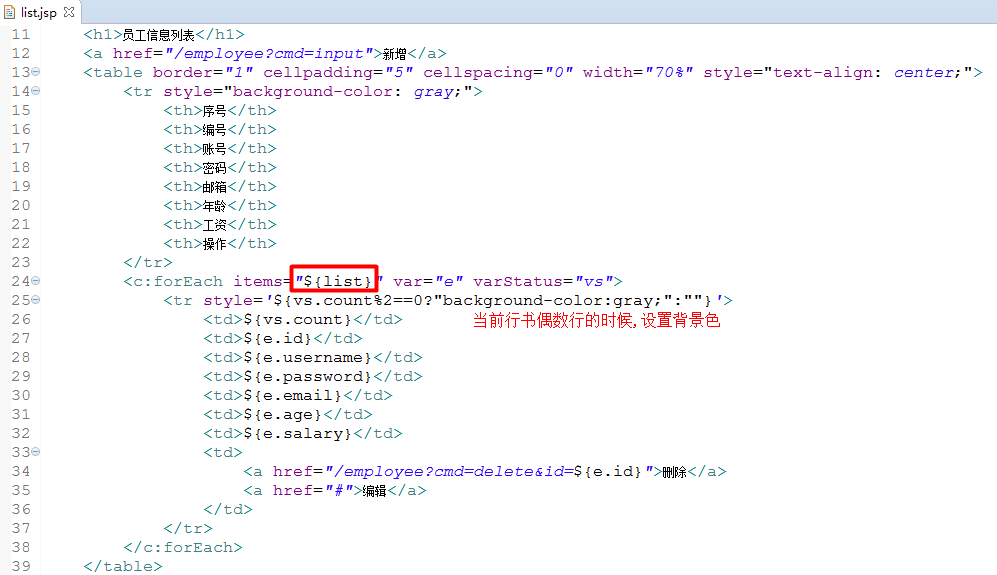 list.jsp
11 <h1>员工信息列表</h1>
12 <a href="/employee?cmd=input">新增</a>
13 <table border="1" cellpadding="5" cellspacing="0" width="70%" style="text-align: center;">
14 <tr style="background-color: gray;">
15 <th>序号</th>
16 <th>编号</th>
17 <th>账号</th>
18 <th>密码</th>
19 <th>邮箱</th>
20 <th>年龄</th>
21 <th>工资</th>
22 <th>操作</th>
23 </tr>
24 <c:forEach items="${list}" var="e" varStatus="vs">
25 <tr style='${vs.count%2==0?"background-color:gray;":""}'>
26 <td>${vs.count}</td> 当前行书偶数行的时候,设置背景色
27 <td>${e.id}</td>
28 <td>${e.username}</td>
29 <td>${e.password}</td>
30 <td>${e.email}</td>
31 <td>${e.age}</td>
32 <td>${e.salary}</td>
33 <td>
34 <a href="/employee?cmd=delete&id=${e.id}">删除</a>
35 <a href="#">编辑</a>
36 </td>
37 </tr>
38 </c:forEach>
39 </table>